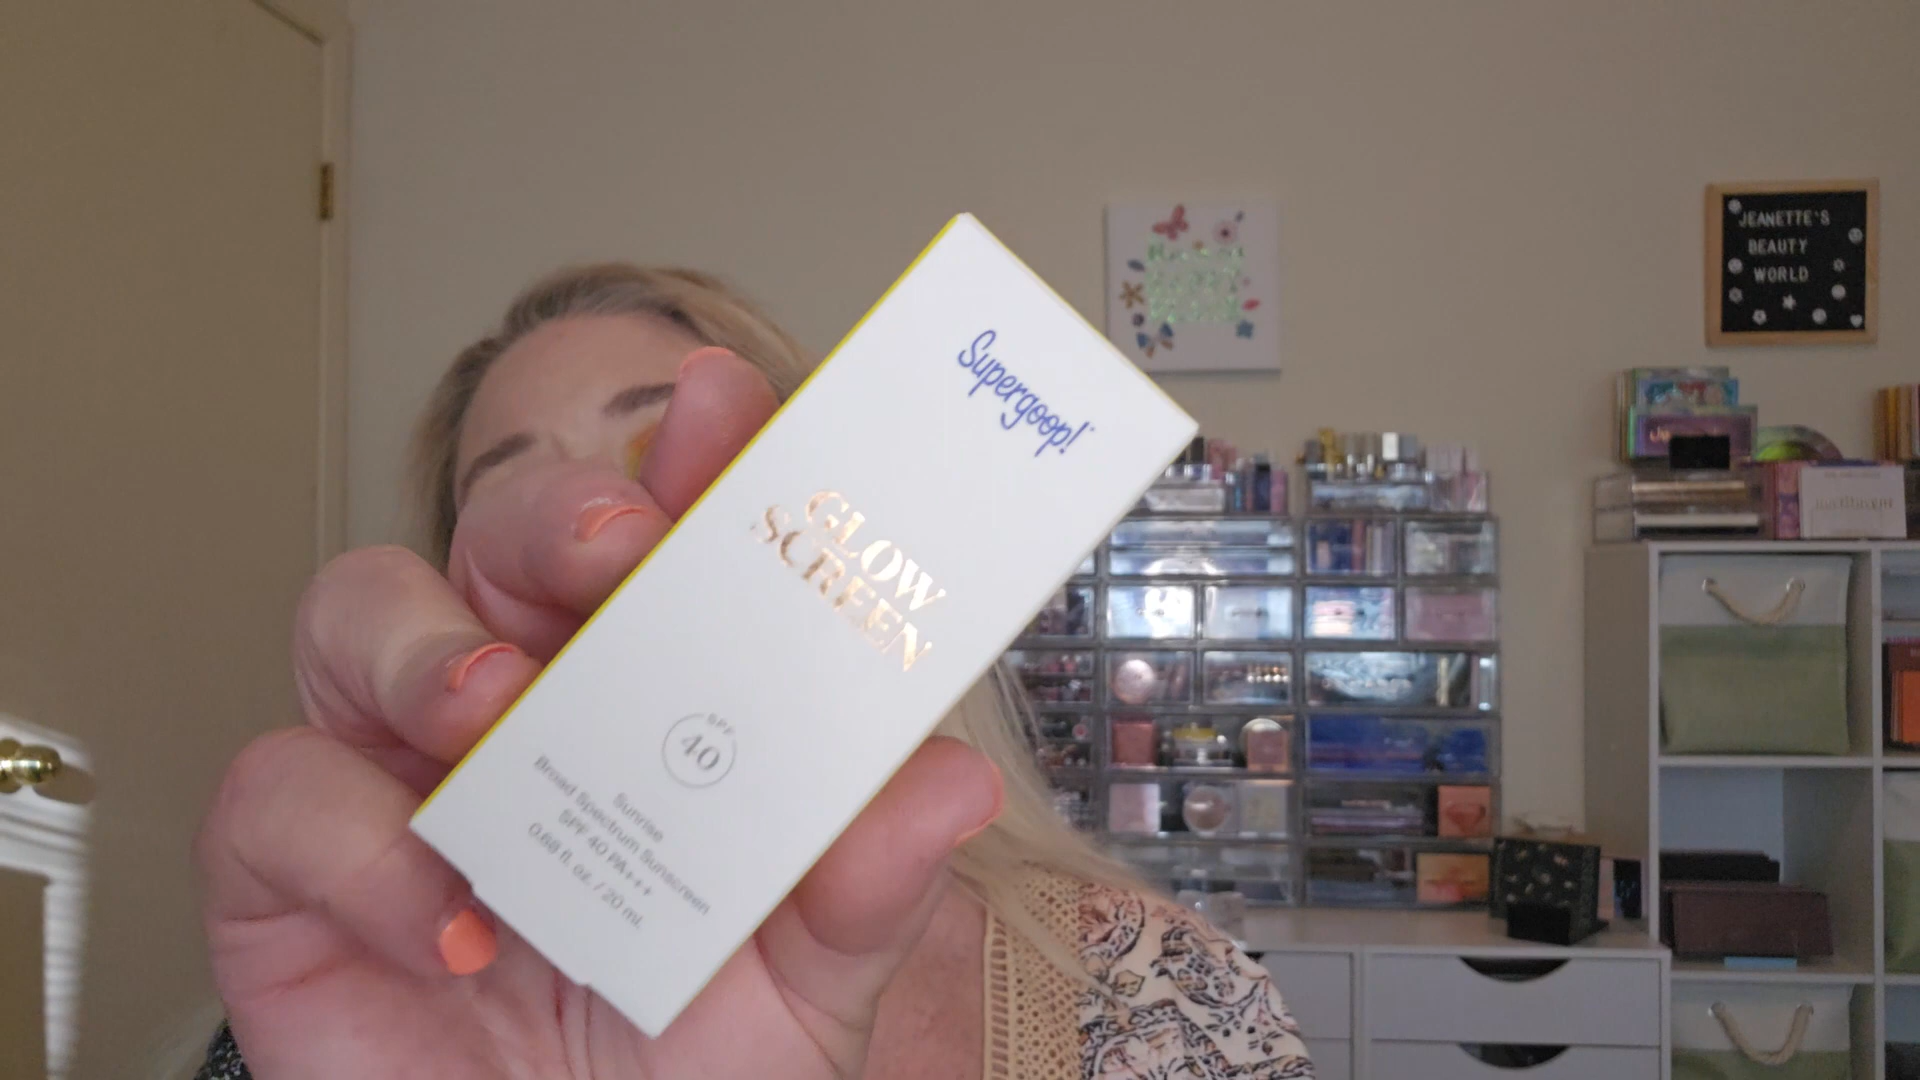 Supergoop!
GLOW
SCREEN
SPF
40
Sunrise
Broad Spectrum Sunscreen
SPF 40 PA+++
0.68 fl. oz. / 20 ml.
JEANETTE'S
BEAUTY
WORLD